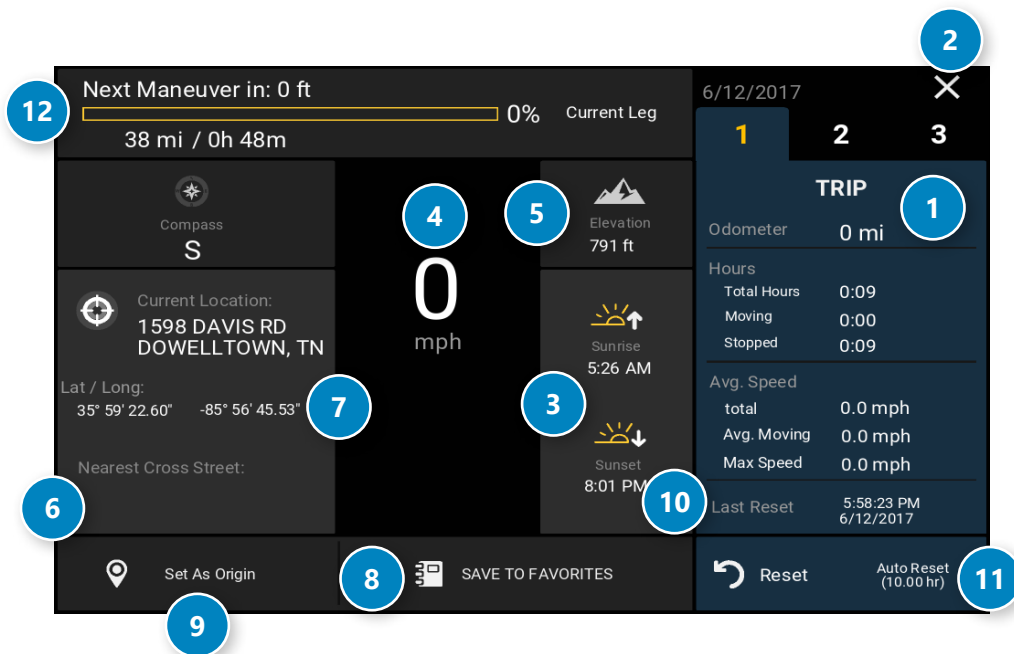 2
12
Next Maneuver in: 0 ft
0%
Current Leg
38 mi / 0h 48m
6/12/2017
1
2
3
Compass
S
4
0
mph
5
Elevation
791 ft
TRIP
1
Odometer
0 mi
Hours
Total Hours
0:09
Moving
0:00
Stopped
0:09
Current Location:
1598 DAVIS RD
DOWELLTOWN, TN
Lat / Long:
35° 59' 22.60"
-85° 56' 45.53"
7
Nearest Cross Street:
6
Sunrise
5:26 AM
3
Sunset
8:01 PM
10
Avg. Speed
total
0.0 mph
Avg. Moving
0.0 mph
Max Speed
0.0 mph
Last Reset
5:58:23 PM
6/12/2017
Set As Origin
9
8
SAVE TO FAVORITES
Reset
Auto Reset
(10.00 hr)
11